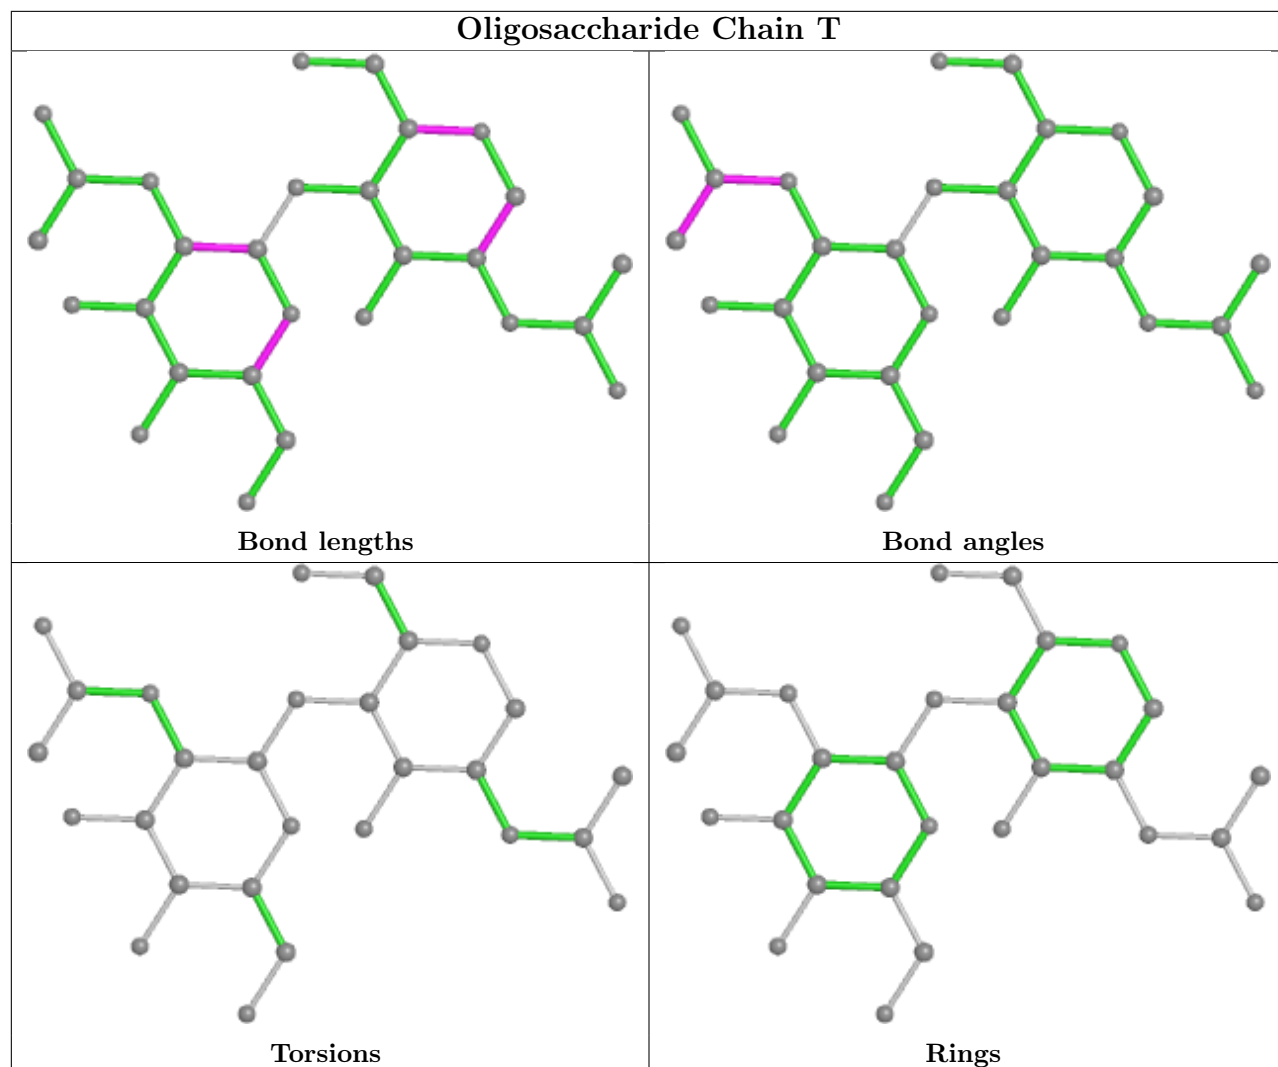 Oligosaccharide Chain T
Bond lengths
Bond angles
Torsions
Rings